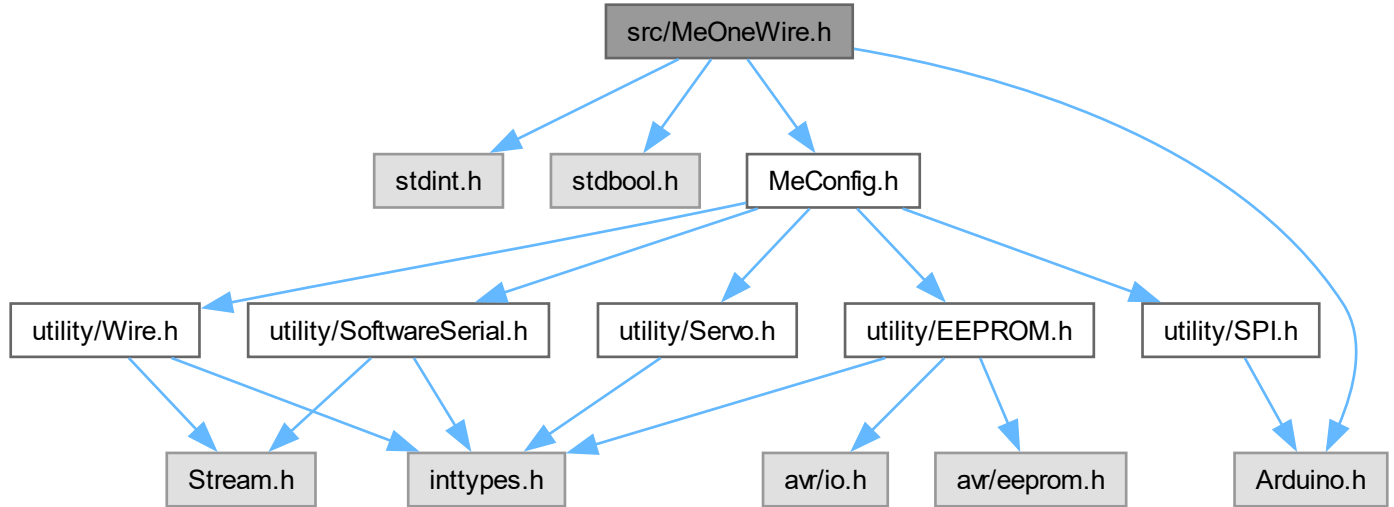 src/MeOneWire.h
stdint.h
stdbool.h
MeConfig.h
utility/Wire.h
utility/SoftwareSerial.h
utility/Servo.h
utility/EEPROM.h
utility/SPI.h
Stream.h
inttypes.h
avr/io.h
avr/eeprom.h
Arduino.h